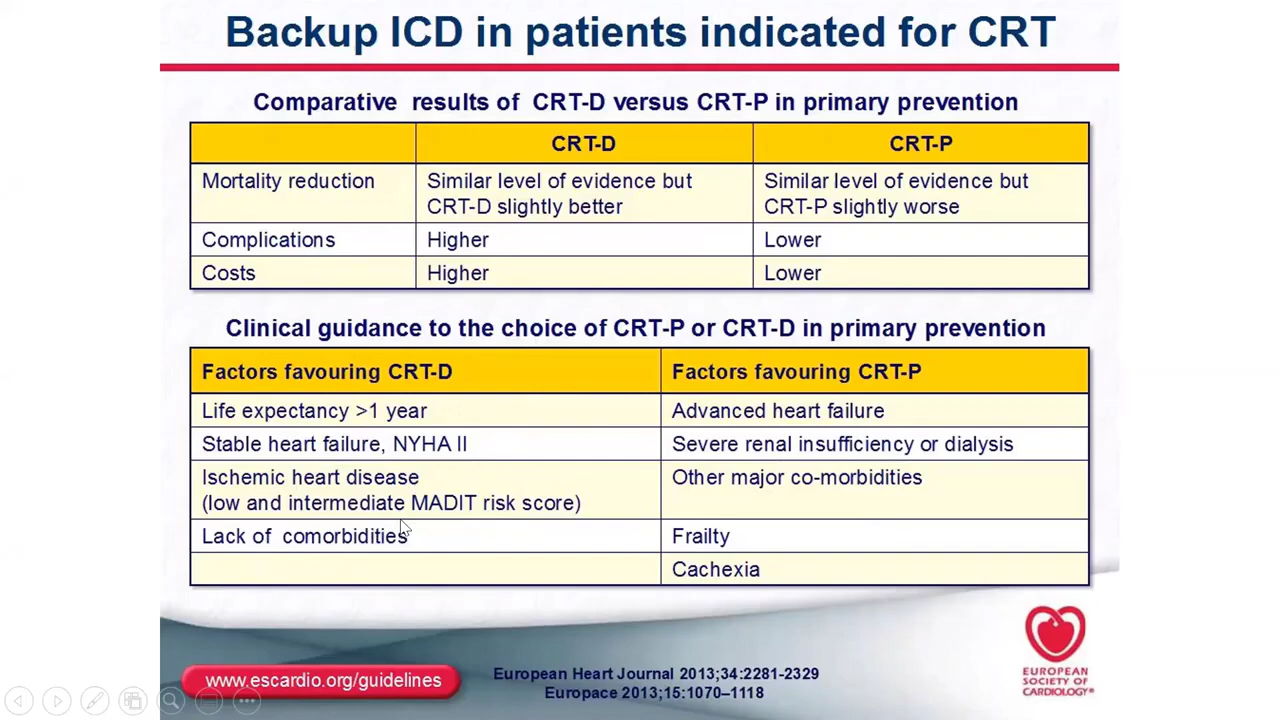 Backup ICD in patients indicated for CRT
Comparative results of CRT-D versus CRT-P in primary prevention
CRT-D CRT-P
Mortality reduction Similar level of evidence but Similar level of evidence but
CRT-D slightly better CRT-P slightly worse
Complications Higher Lower
Costs Higher Lower
Clinical guidance to the choice of CRT-P or CRT-D in primary prevention
Factors favouring CRT-D Factors favouring CRT-P
Life expectancy >1 year Advanced heart failure
Stable heart failure, NYHA II Severe renal insufficiency or dialysis
Ischemic heart disease Other major co-morbidities
(low and intermediate MADIT risk score)
Lack of comorbidities Frailty
Cachexia
www.escardio.org/guidelines
European Heart Journal 2013;34:2281-2329
Europace 2013;15:1070–1118
EUROPEAN
SOCIETY OF
CARDIOLOGY®